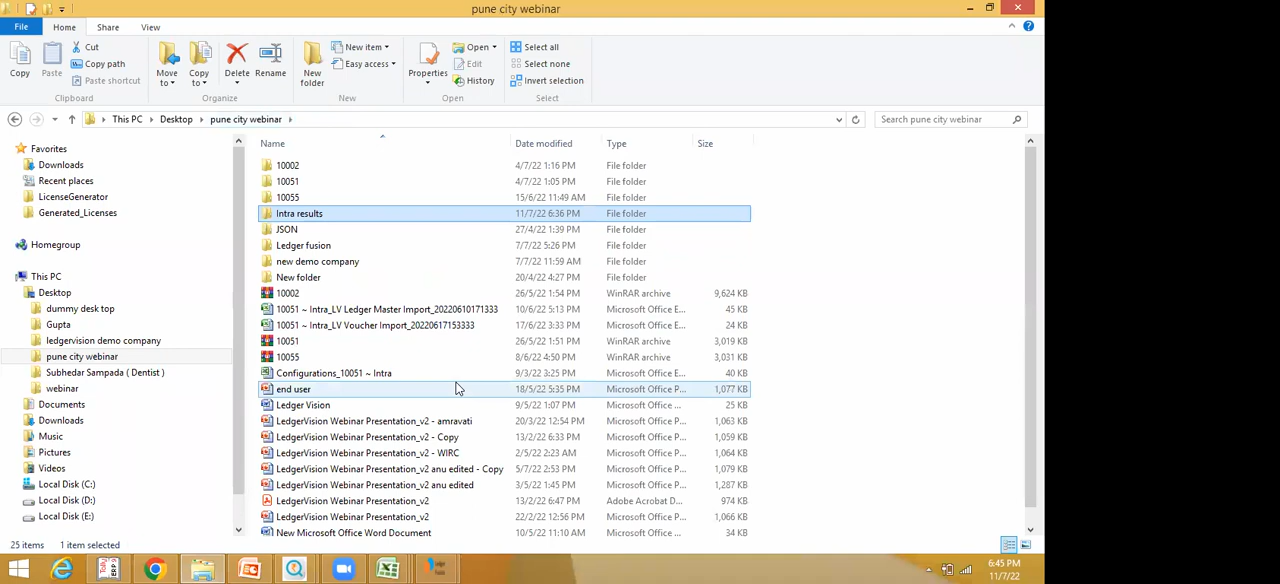 pune city webinar
File Home Share View
Copy Paste Cut Copy path Paste shortcut Move to Copy to Delete Rename New folder New item Easy access Properties Open Edit History Select all Select none Invert selection
Clipboard Organize New Open Select
This PC Desktop pune city webinar Search pune city webinar
Name Date modified Type Size
Favorites
Downloads
Recent places
LicenseGenerator
Generated_Licenses
Homegroup
This PC
Desktop
dummy desk top
Gupta
ledgervision demo company
pune city webinar
Subhedar Sampada ( Dentist )
webinar
Documents
Downloads
Music
Pictures
Videos
Local Disk (C:)
Local Disk (D:)
Local Disk (E:)
10002 4/7/22 1:16 PM File folder
10051 4/7/22 1:05 PM File folder
10055 15/6/22 11:49 AM File folder
Intra results 11/7/22 6:36 PM File folder
JSON 27/4/22 1:39 PM File folder
Ledger fusion 7/7/22 5:26 PM File folder
new demo company 7/7/22 11:59 AM File folder
New folder 20/4/22 4:27 PM File folder
10002 26/5/22 1:54 PM WinRAR archive 9,624 KB
10051 ~ Intra_LV Ledger Master Import_20220610171333 10/6/22 5:13 PM Microsoft Office E... 45 KB
10051 ~ Intra_LV Voucher Import_20220617153333 17/6/22 3:33 PM Microsoft Office E... 24 KB
10051 26/5/22 1:51 PM WinRAR archive 3,019 KB
10055 8/6/22 4:50 PM WinRAR archive 3,031 KB
Configurations_10051 ~ Intra 9/3/22 3:25 PM Microsoft Office E... 40 KB
end user 18/5/22 5:35 PM Microsoft Office P... 1,077 KB
Ledger Vision 9/5/22 1:07 PM Microsoft Office ... 25 KB
LedgerVision Webinar Presentation_v2 - amravati 20/3/22 12:54 PM Microsoft Office P... 1,063 KB
LedgerVision Webinar Presentation_v2 - Copy 13/2/22 6:33 PM Microsoft Office P... 1,059 KB
LedgerVision Webinar Presentation_v2 - WIRC 2/5/22 2:23 AM Microsoft Office P... 1,064 KB
LedgerVision Webinar Presentation_v2 anu edited - Copy 5/7/22 2:53 PM Microsoft Office P... 1,079 KB
LedgerVision Webinar Presentation_v2 anu edited 3/5/22 1:45 PM Microsoft Office P... 1,287 KB
LedgerVision Webinar Presentation_v2 13/2/22 6:47 PM Adobe Acrobat D... 974 KB
LedgerVision Webinar Presentation_v2 22/2/22 12:56 PM Microsoft Office P... 1,066 KB
New Microsoft Office Word Document 10/5/22 11:10 AM Microsoft Office ... 34 KB
25 items 1 item selected
6:45 PM
11/7/22